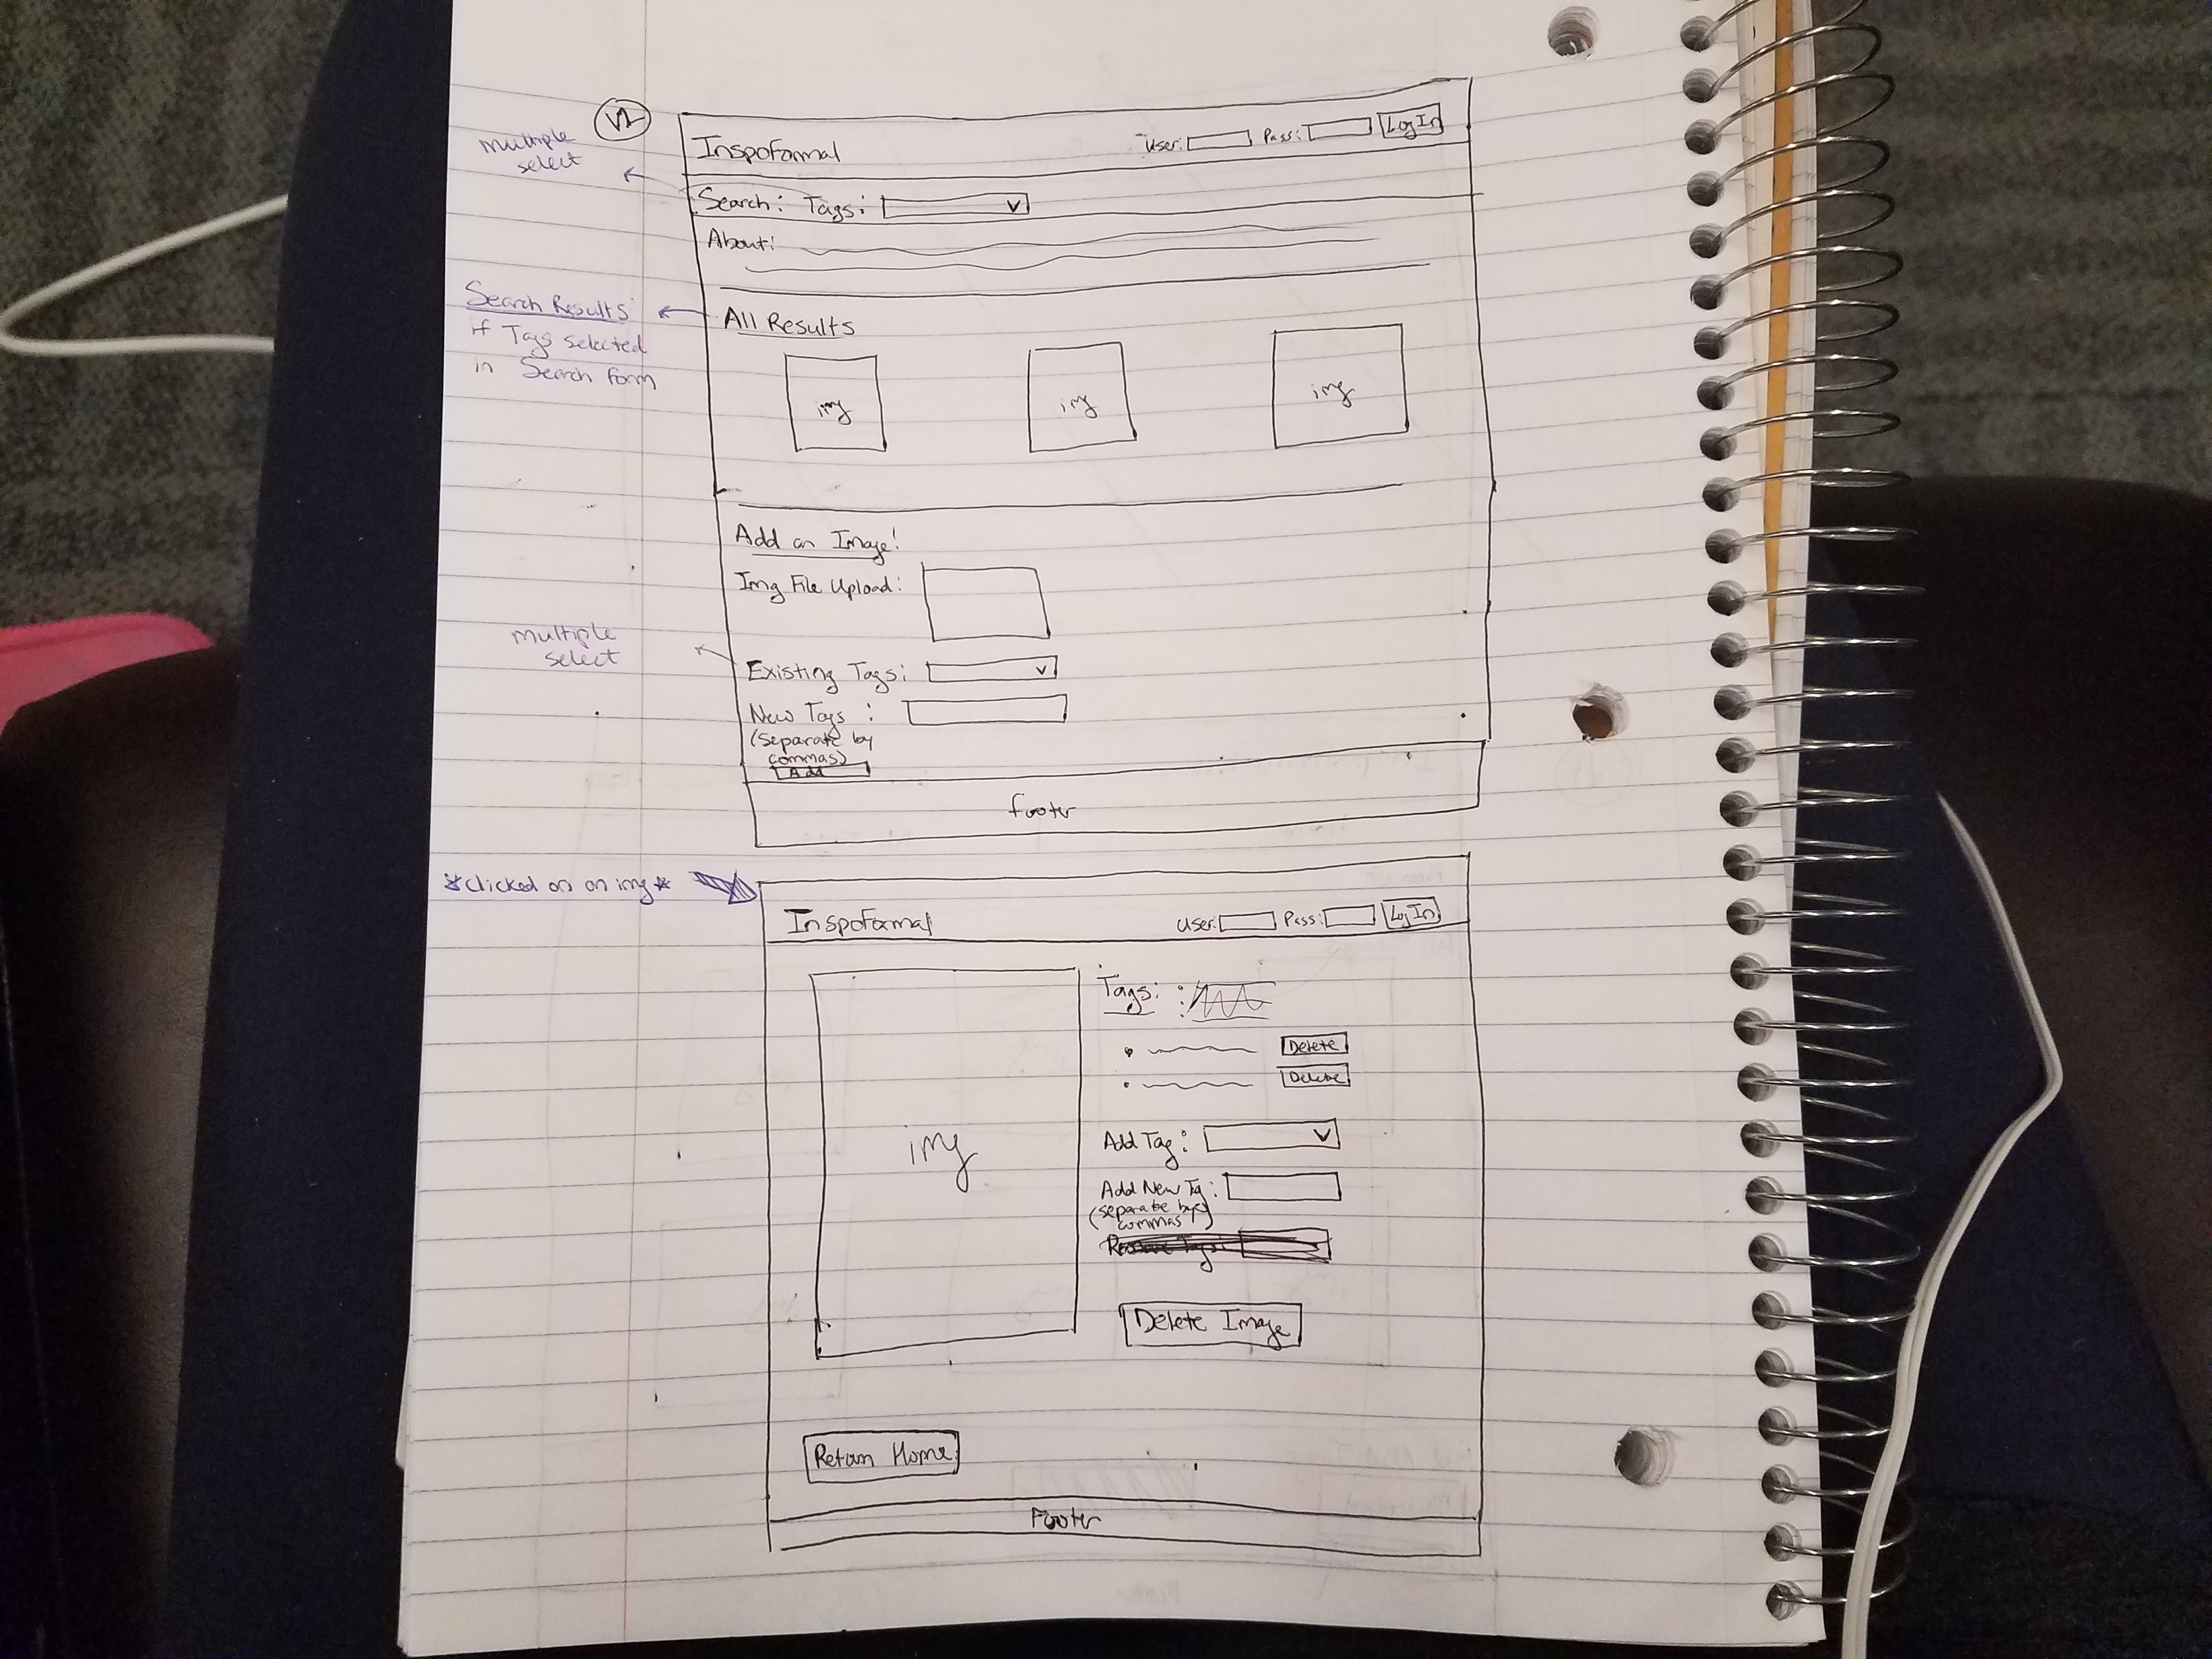 V2
Multiple
select
Inspoformal
User:
Pass:
Log In
Search: Tags:
About:
Search Results
if Tags selected
in Search form
All Results
img
img
img
Add an Image!
Img File Upload:
Multiple
select
Existing Tags:
New Tags :
(separate by
commas)
Add
footer
*Clicked on an img*
Inspoformal
User:
Pass:
Log In
img
Tags:
Delete
Delete
Add Tag:
Add New Tag:
(separate by
commas)
Delete Image
Return Home
Footer